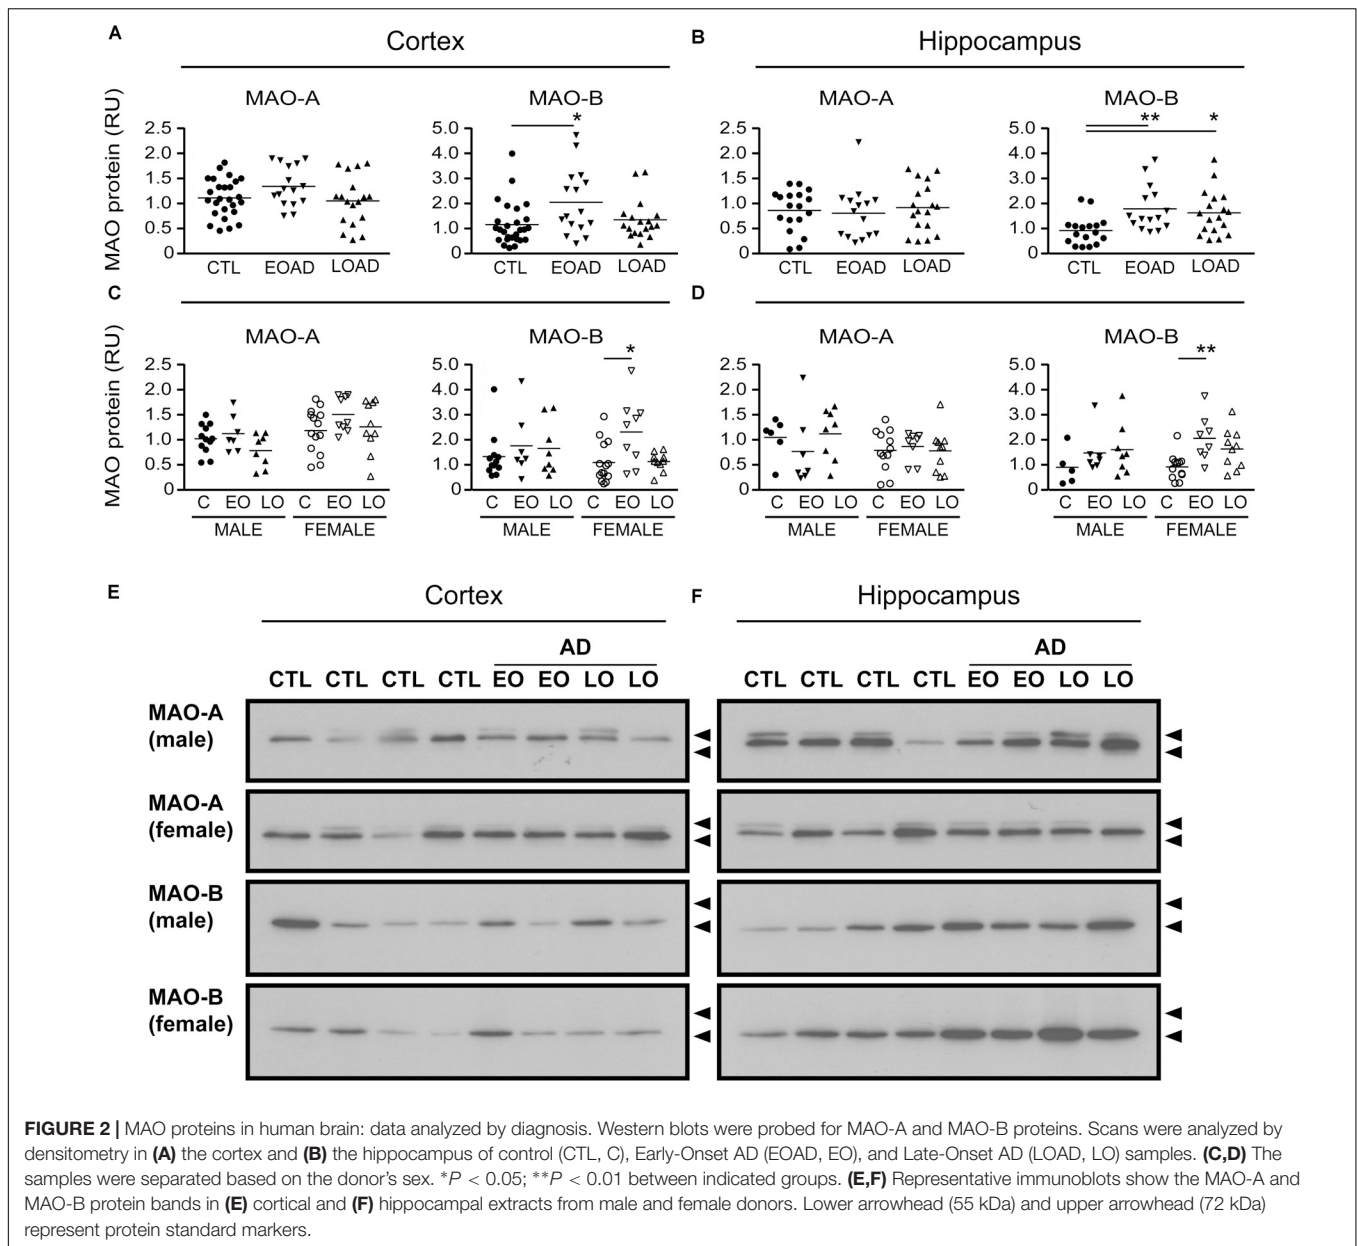 A Cortex B Hippocampus
MAO-A MAO-B MAO-A MAO-B
MAO protein (RU)
2.5 5.0 * 2.5 5.0 ** *
2.0 4.0 2.0 4.0
1.5 3.0 1.5 3.0
1.0 2.0 1.0 2.0
0.5 1.0 0.5 1.0
0 0 0 0
CTL EOAD LOAD CTL EOAD LOAD CTL EOAD LOAD CTL EOAD LOAD
C D
MAO-A MAO-B MAO-A MAO-B
MAO protein (RU)
2.5 5.0 * 2.5 5.0 **
2.0 4.0 2.0 4.0
1.5 3.0 1.5 3.0
1.0 2.0 1.0 2.0
0.5 1.0 0.5 1.0
0 0 0 0
C EO LO C EO LO C EO LO C EO LO C EO LO C EO LO C EO LO C EO LO
MALE FEMALE MALE FEMALE MALE FEMALE MALE FEMALE
E Cortex F Hippocampus
AD AD
CTL CTL CTL CTL EO EO LO LO CTL CTL CTL CTL EO EO LO LO
MAO-A
(male)
MAO-A
(female)
MAO-B
(male)
MAO-B
(female)
FIGURE 2 | MAO proteins in human brain: data analyzed by diagnosis. Western blots were probed for MAO-A and MAO-B proteins. Scans were analyzed by
densitometry in (A) the cortex and (B) the hippocampus of control (CTL, C), Early-Onset AD (EOAD, EO), and Late-Onset AD (LOAD, LO) samples. (C,D) The
samples were separated based on the donor's sex. *P < 0.05; **P < 0.01 between indicated groups. (E,F) Representative immunoblots show the MAO-A and
MAO-B protein bands in (E) cortical and (F) hippocampal extracts from male and female donors. Lower arrowhead (55 kDa) and upper arrowhead (72 kDa)
represent protein standard markers.